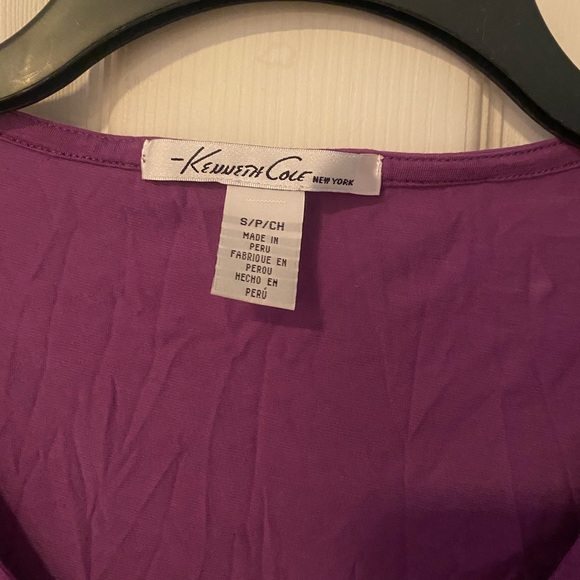 -KENNETH COLE NEW YORK
S/P/CH
MADE IN
PERU
FABRIQUE EN
PEROU
HECHO EN
PERÚ